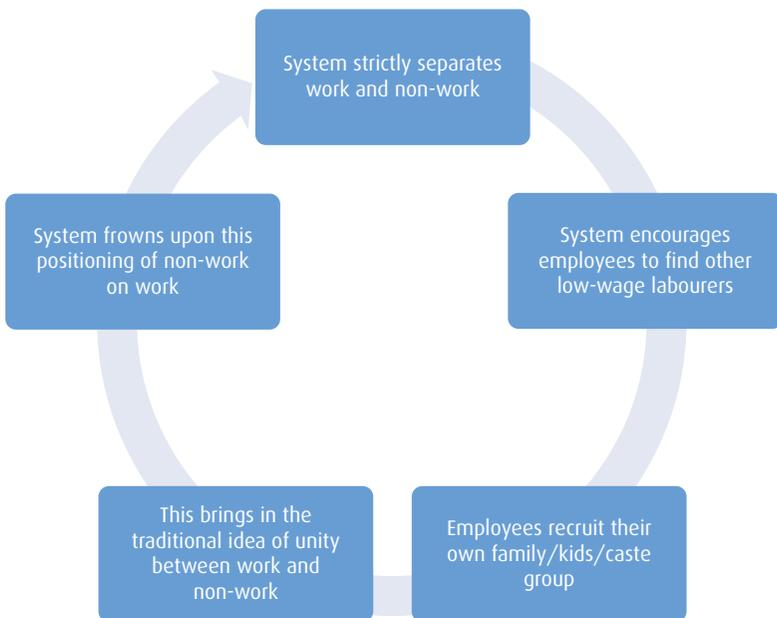 System strictly separates
work and non-work
System encourages
employees to find other
low-wage labourers
Employees recruit their
own family/kids/caste
group
This brings in the
traditional idea of unity
between work and
non-work
System frowns upon this
positioning of non-work
on work